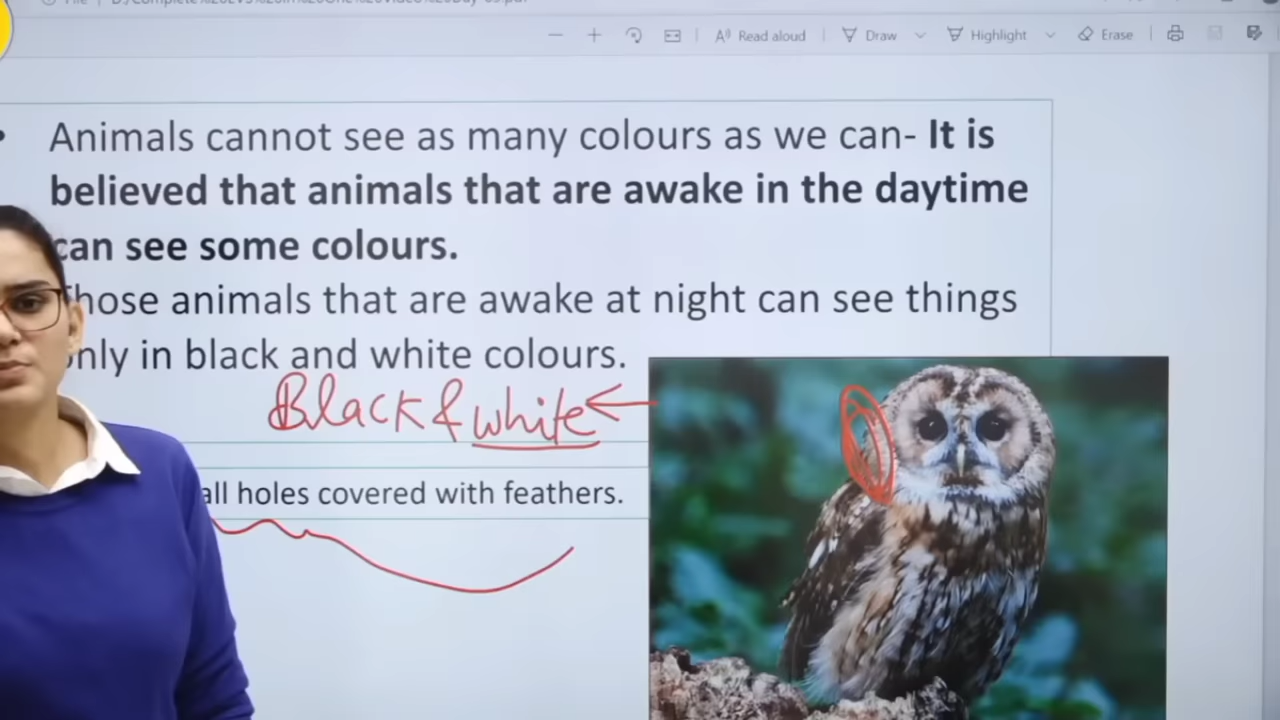 Read aloud
Draw
Highlight
Erase
• Animals cannot see as many colours as we can- It is
believed that animals that are awake in the daytime
can see some colours.
Those animals that are awake at night can see things
only in black and white colours.
Black & white
all holes covered with feathers.